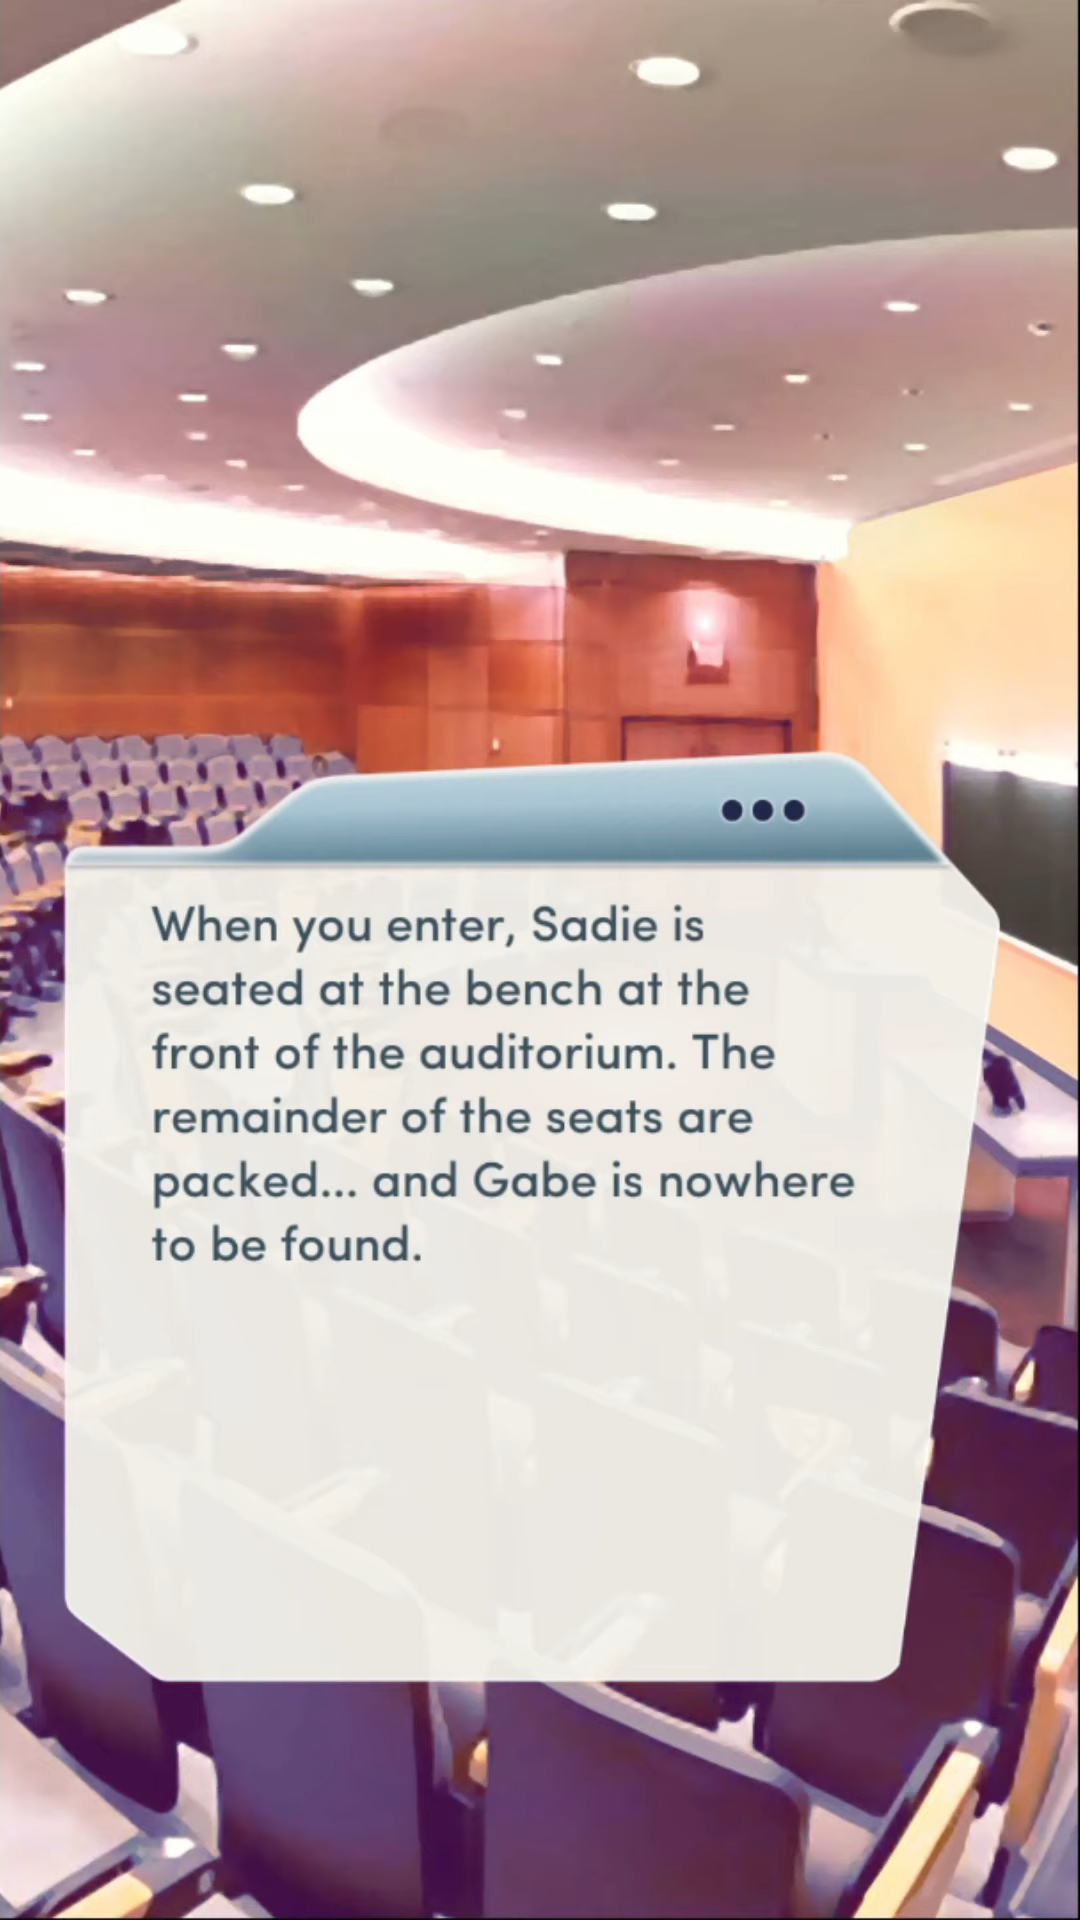 When you enter, Sadie is
seated at the bench at the
front of the auditorium. The
remainder of the seats are
packed... and Gabe is nowhere
to be found.